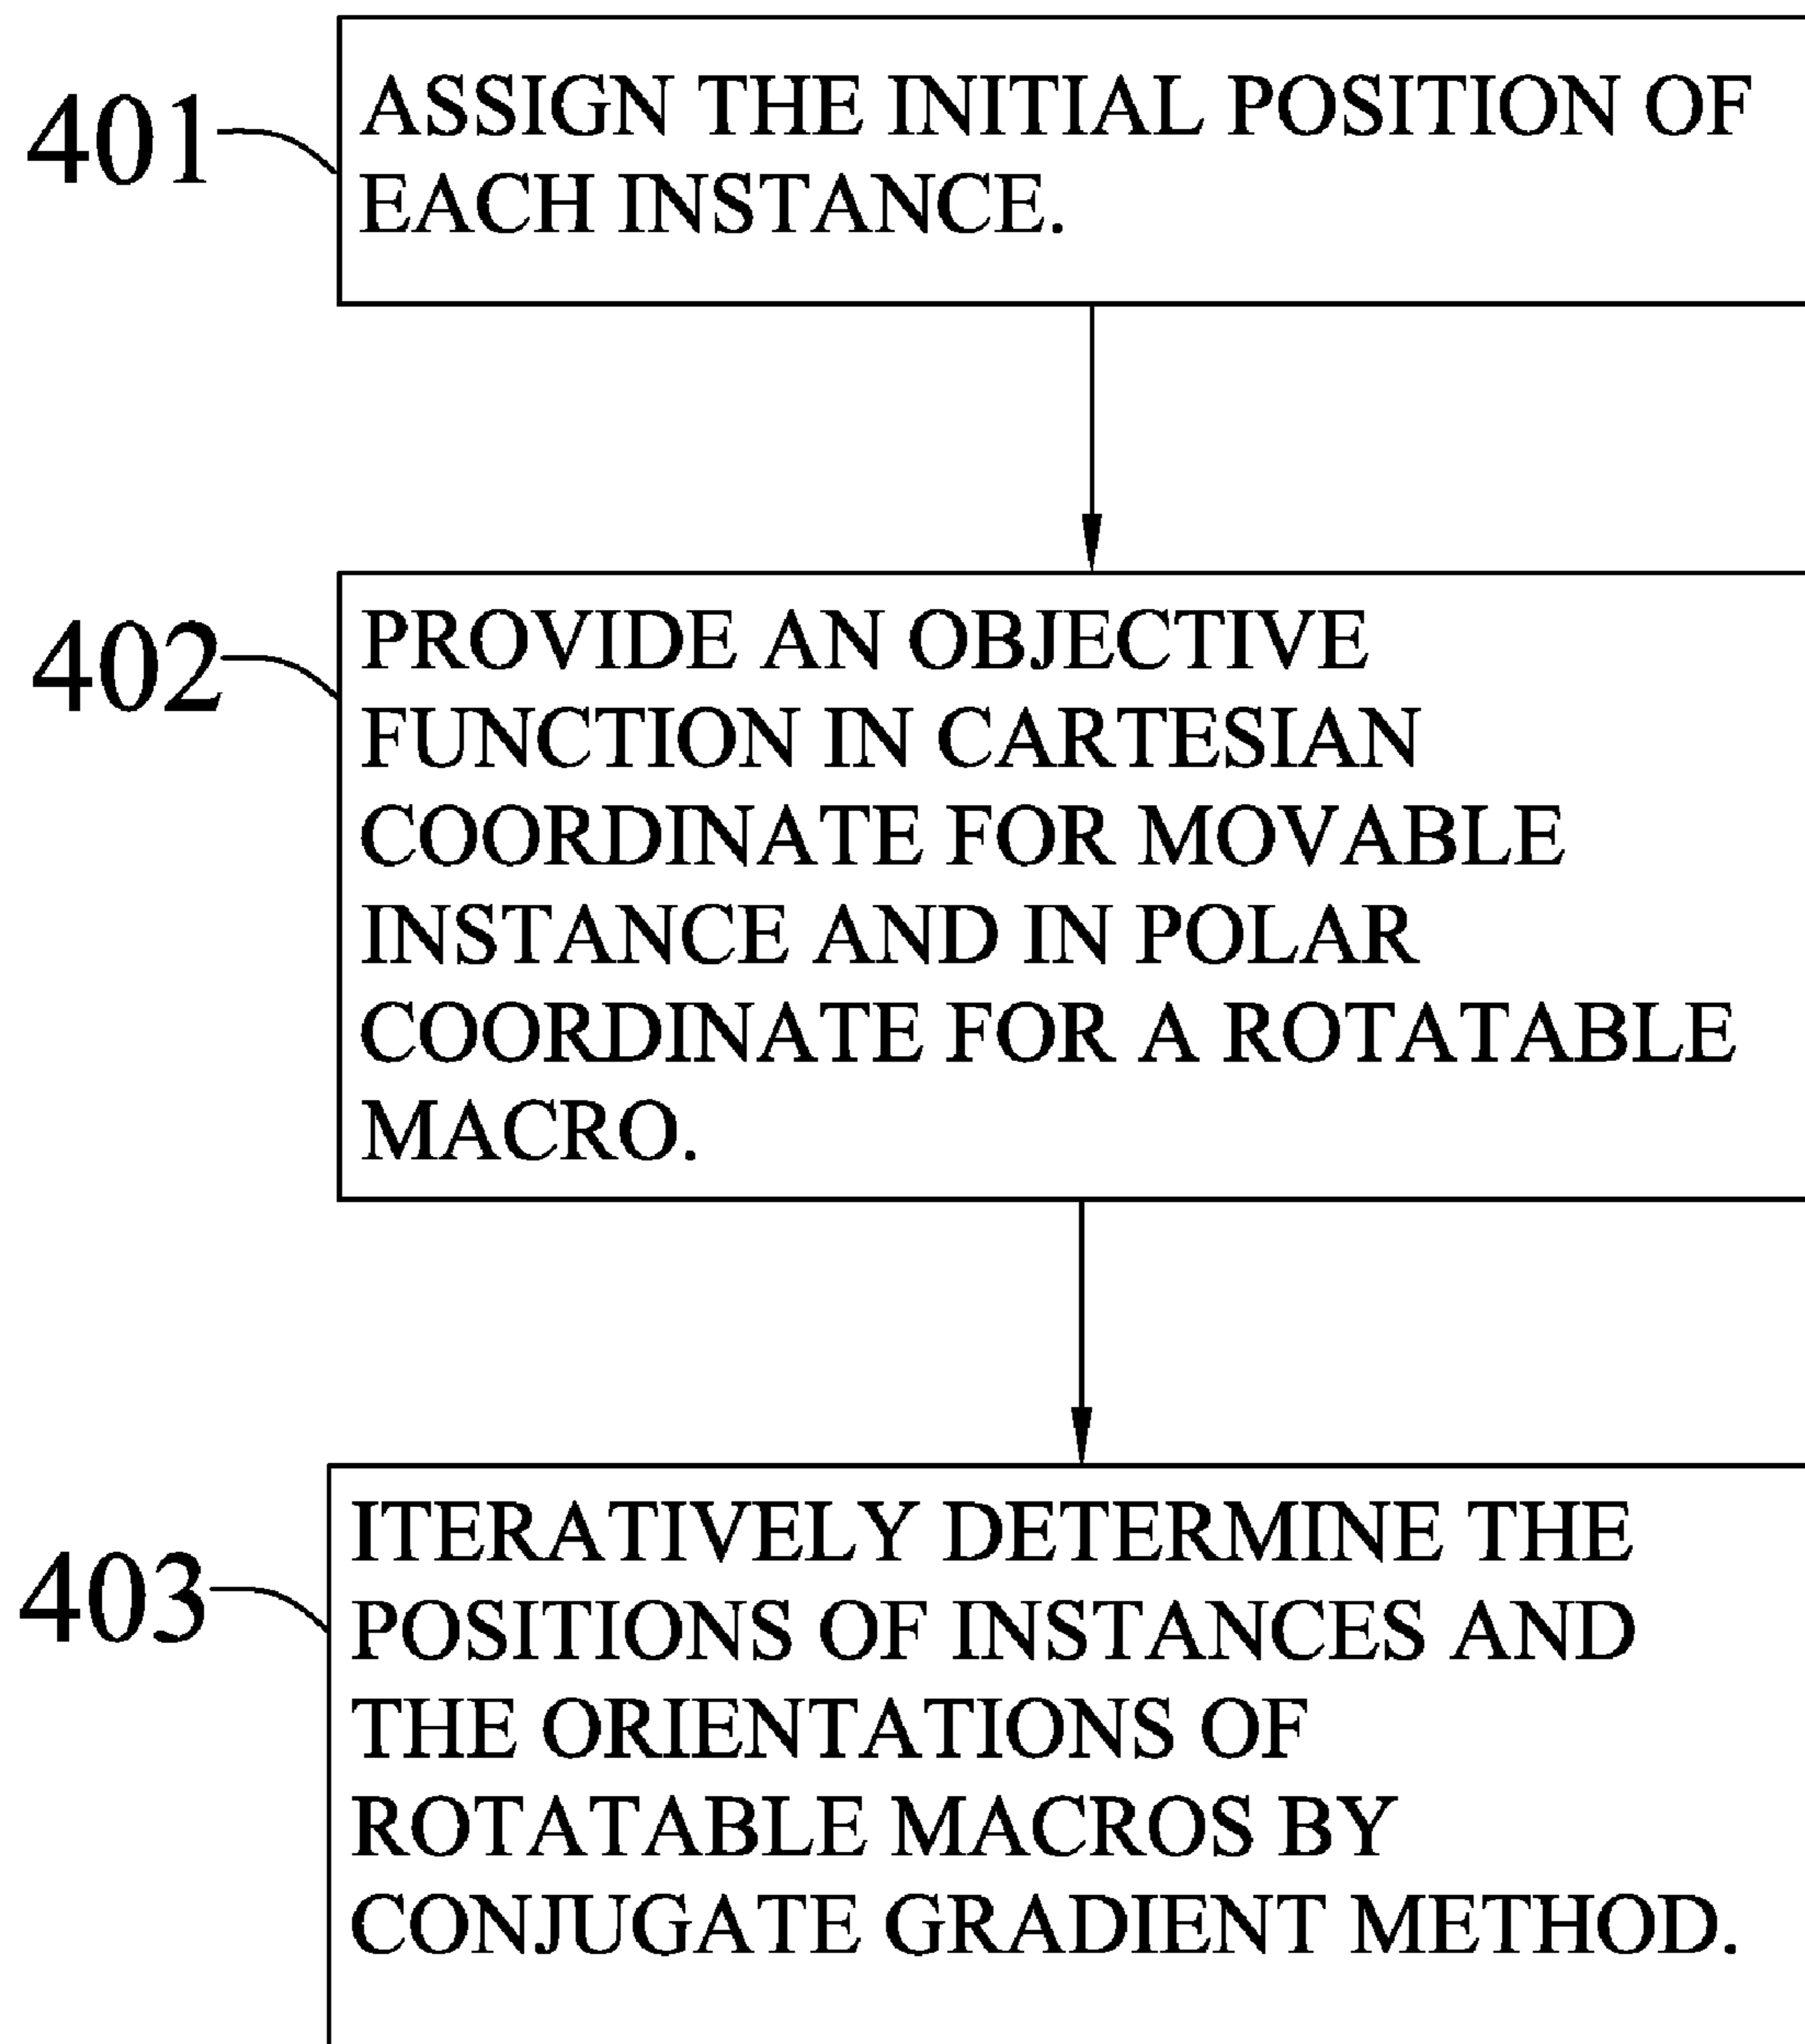 401
ASSIGN THE INITIAL POSITION OF
EACH INSTANCE.
402
PROVIDE AN OBJECTIVE
FUNCTION IN CARTESIAN
COORDINATE FOR MOVABLE
INSTANCE AND IN POLAR
COORDINATE FOR A ROTATABLE
MACRO.
403
ITERATIVELY DETERMINE THE
POSITIONS OF INSTANCES AND
THE ORIENTATIONS OF
ROTATABLE MACROS BY
CONJUGATE GRADIENT METHOD.